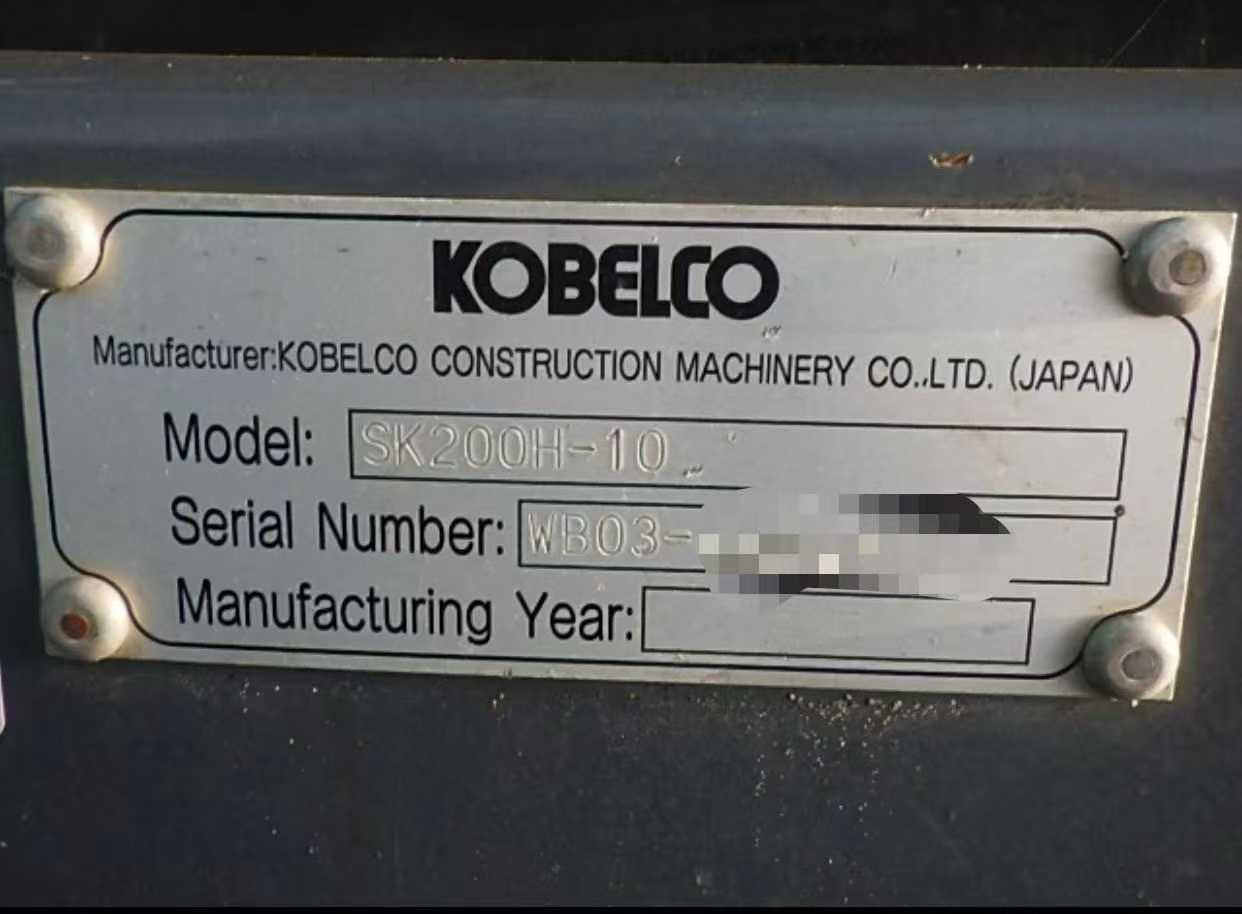 KOBELCO
Manufacturer:KOBELCO CONSTRUCTION MACHINERY CO.,LTD. (JAPAN)
Model: SK200H-10
Serial Number: WB03-
Manufacturing Year: